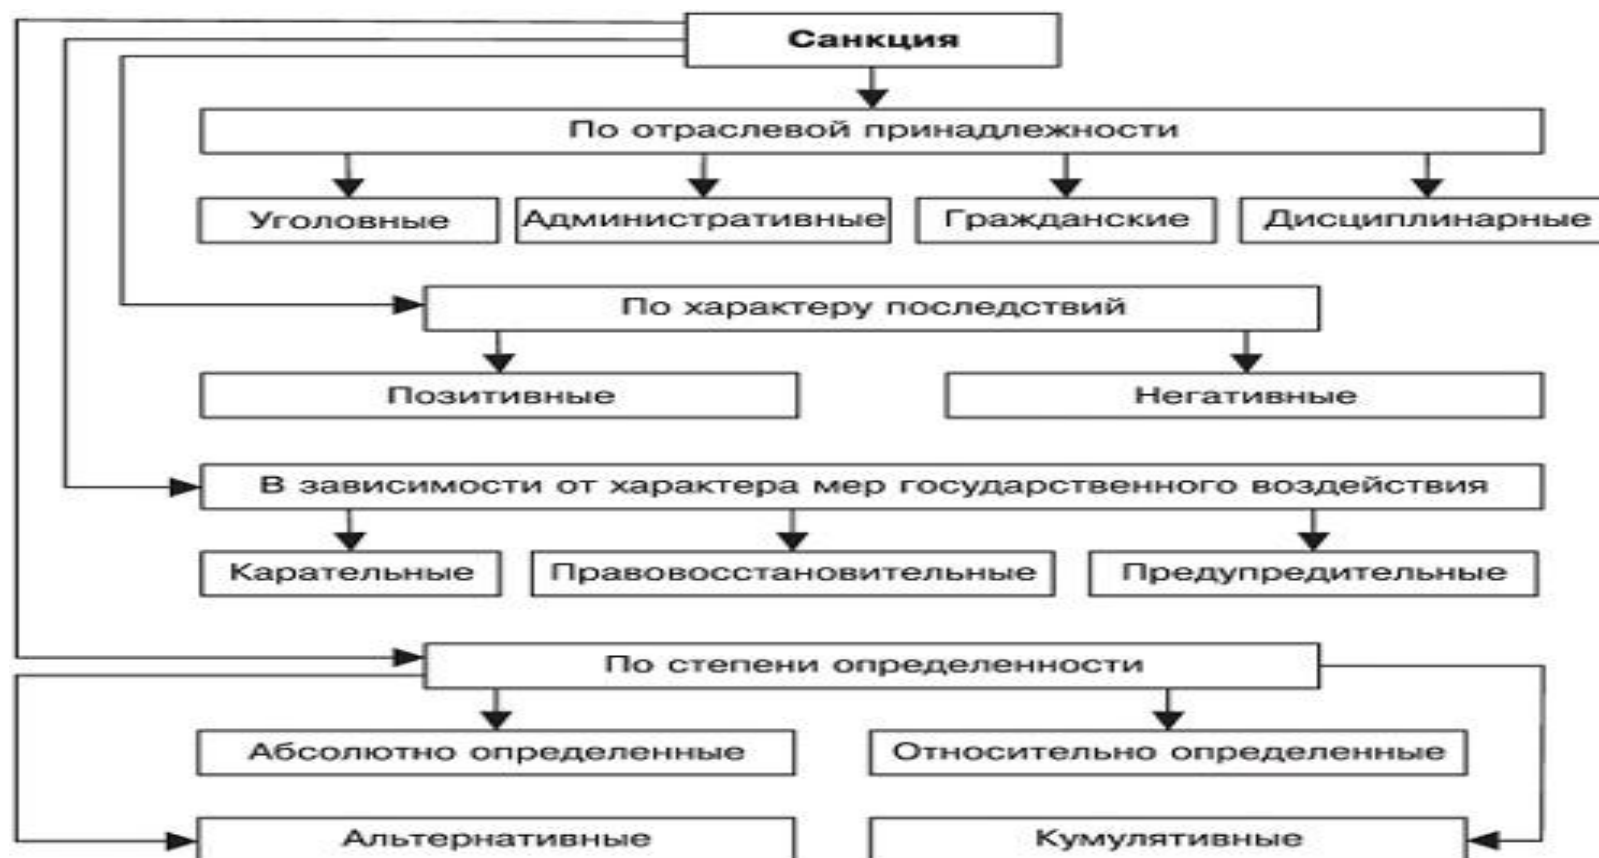 Санкция
По отраслевой принадлежности
Уголовные
Административные
Гражданские
Дисциплинарные
По характеру последствий
Позитивные
Негативные
В зависимости от характера мер государственного воздействия
Карательные
Правовосстановительные
Предупредительные
По степени определенности
Абсолютно определенные
Относительно определенные
Альтернативные
Кумулятивные